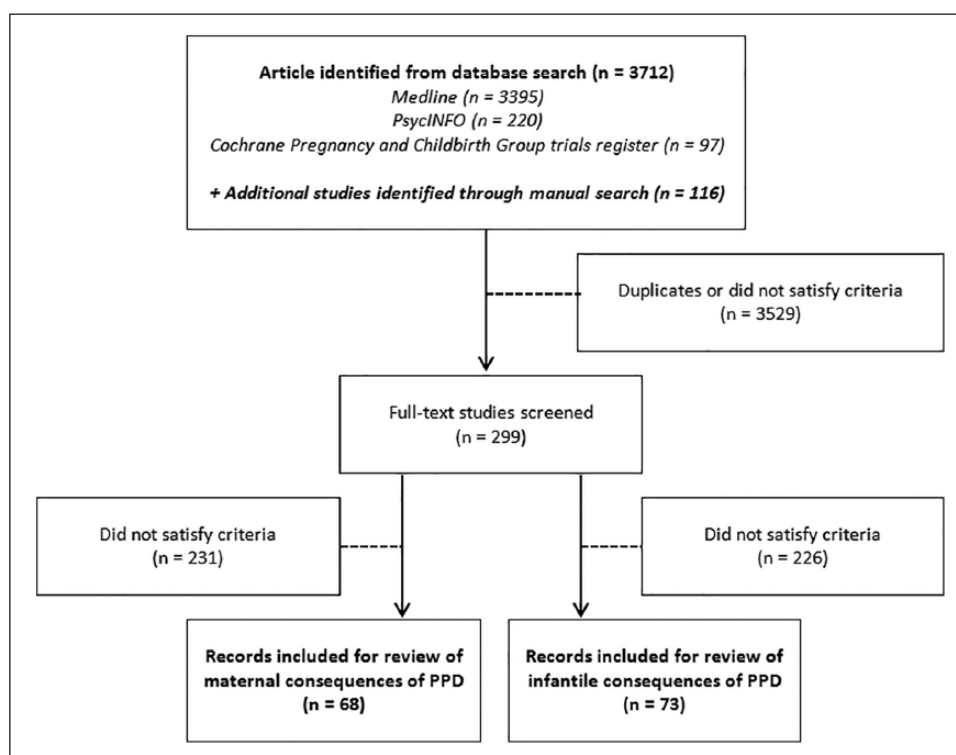 Article identified from database search (n = 3712)
Medline (n = 3395)
PsycINFO (n = 220)
Cochrane Pregnancy and Childbirth Group trials register (n = 97)
+ Additional studies identified through manual search (n = 116)
Duplicates or did not satisfy criteria
(n = 3529)
Full-text studies screened
(n = 299)
Did not satisfy criteria
(n = 231)
Did not satisfy criteria
(n = 226)
Records included for review of
maternal consequences of PPD
(n = 68)
Records included for review of
infantile consequences of PPD
(n = 73)